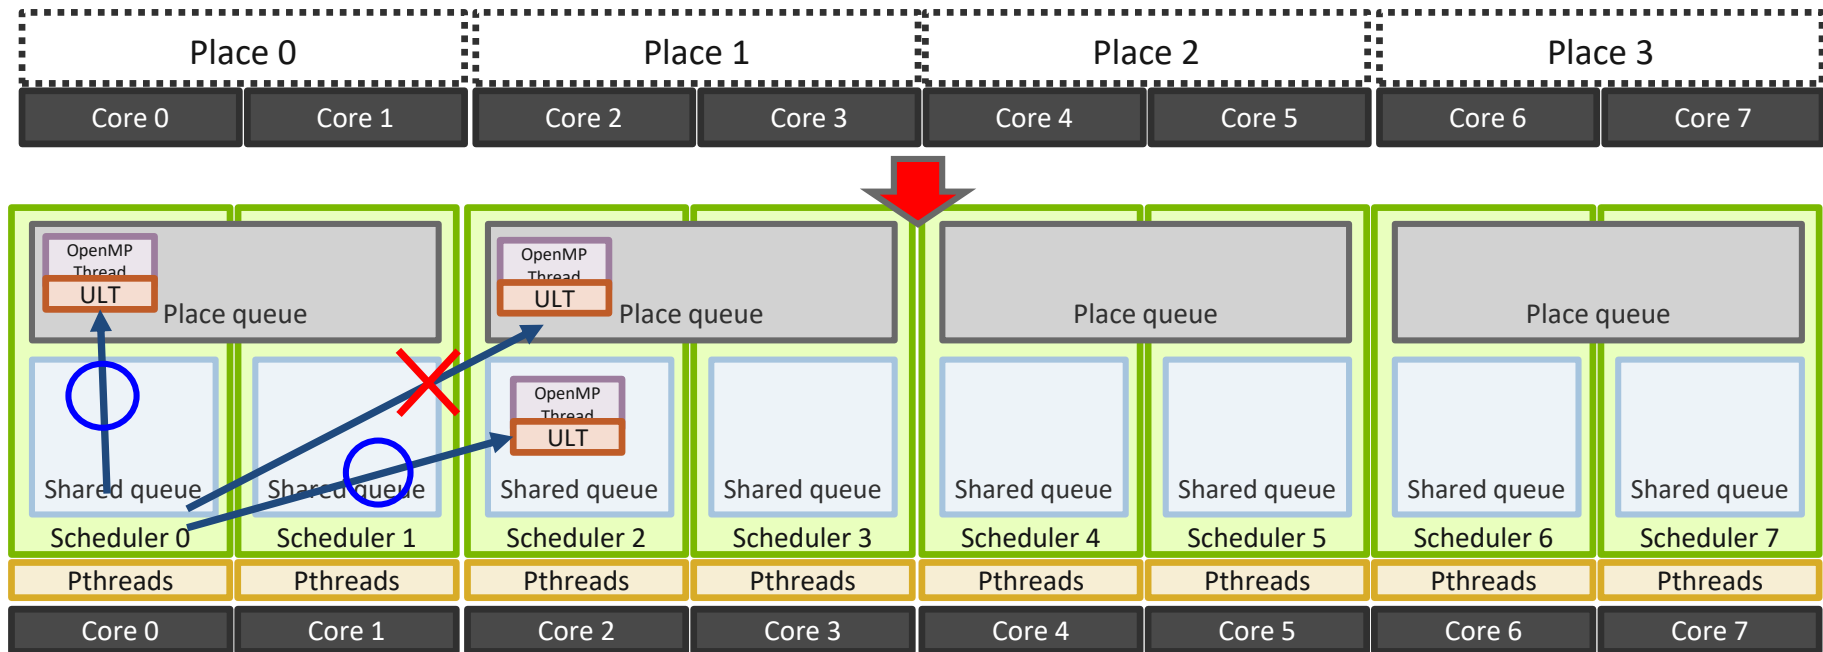 Place 0
Place 1
Place 2
Place 3
Core 0
Core 1
Core 2
Core 3
Core 4
Core 5
Core 6
Core 7
OpenMP
Thread
ULT
Place queue
OpenMP
Thread
ULT
Place queue
Place queue
Place queue
OpenMP
Thread
ULT
Shared queue
Shared queue
Shared queue
Shared queue
Shared queue
Shared queue
Shared queue
Shared queue
Scheduler 0
Scheduler 1
Scheduler 2
Scheduler 3
Scheduler 4
Scheduler 5
Scheduler 6
Scheduler 7
Pthreads
Pthreads
Pthreads
Pthreads
Pthreads
Pthreads
Pthreads
Pthreads
Core 0
Core 1
Core 2
Core 3
Core 4
Core 5
Core 6
Core 7